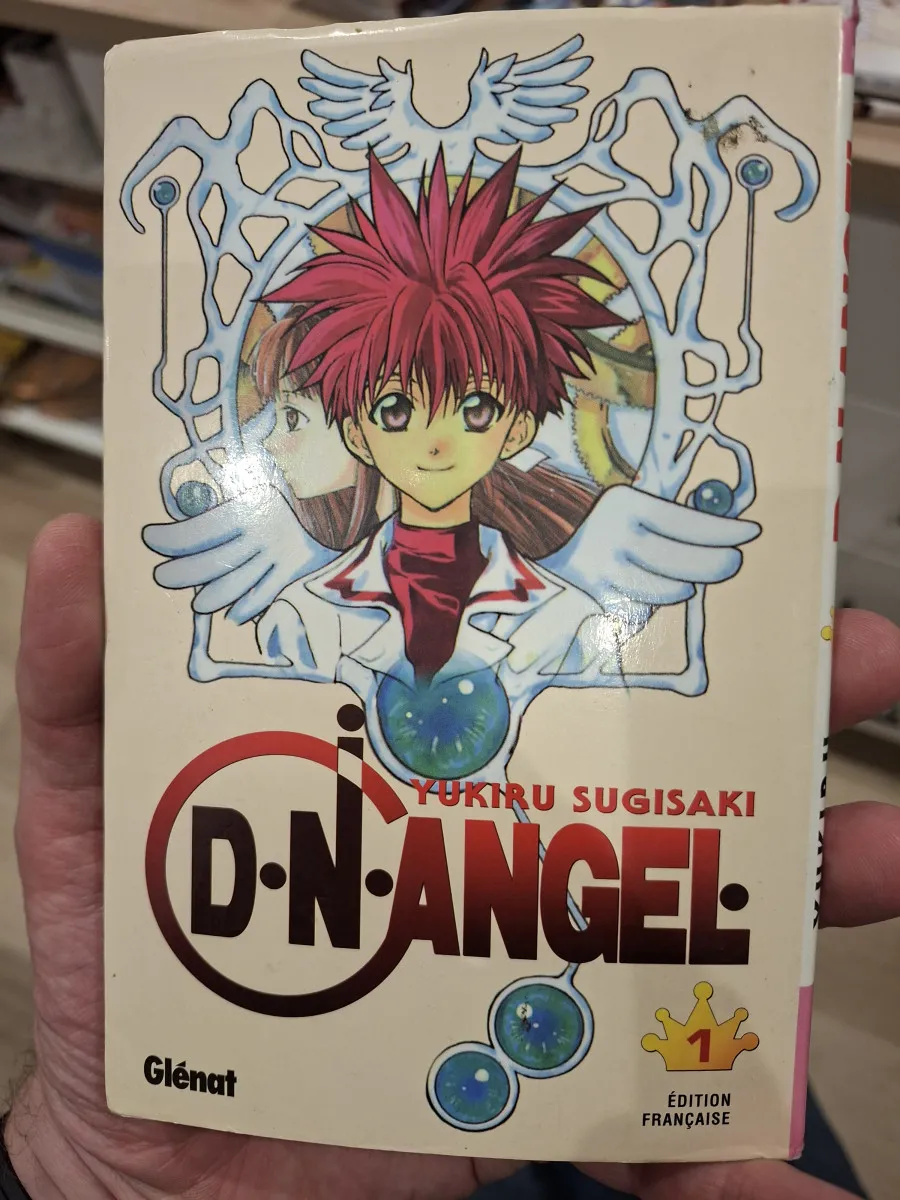 YUKIRU SUGISAKI
D·N·ANGEL·
1
Glénat
ÉDITION
FRANÇAISE